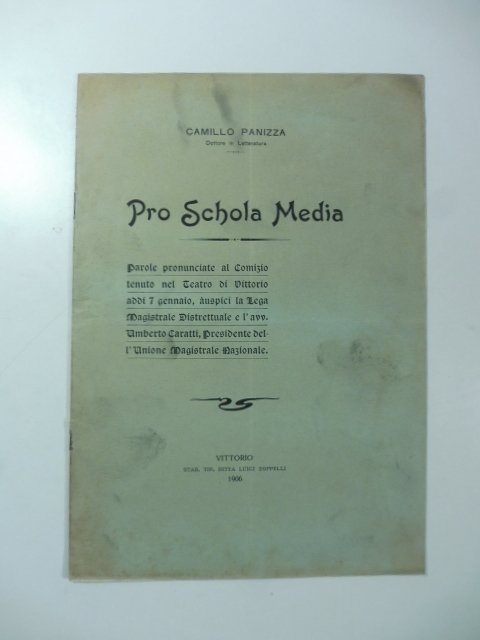 CAMILLO PANIZZA
Dottore in Letteratura
Pro Schola Media
Parole pronunciate al Comizio
tenuto nel Teatro di Vittorio
addì 7 gennaio, àuspici la Lega
Magistrale Distrettuale e l'avv.
Umberto Caratti, Presidente del-
l'Unione Magistrale Nazionale.
VITTORIO
STAB. TIP. DITTA LUIGI ZOPPELLI
1906